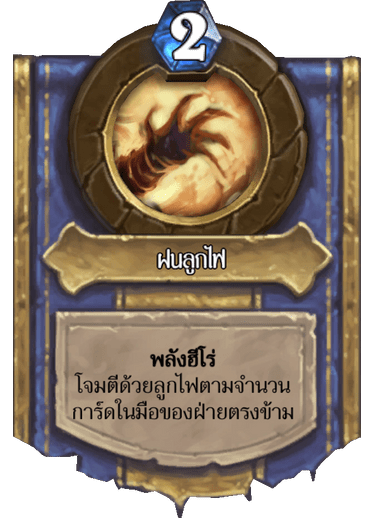 2
ฝนลูกไฟ
พลังฮีโร่
โจมตีด้วยลูกไฟตามจำนวน
การ์ดในมือของฝ่ายตรงข้าม